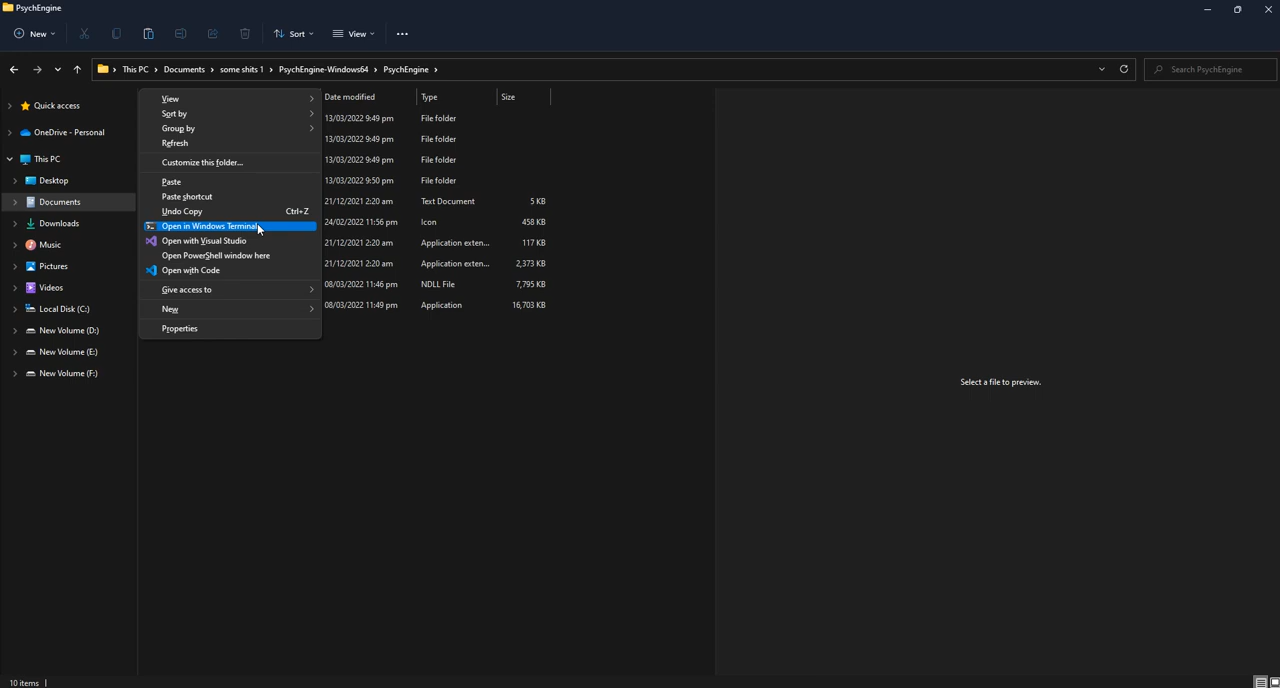 PsychEngine
New
Sort
View
This PC > Documents > some shits 1 > PsychEngine-Windows64 > PsychEngine >
Search PsychEngine
Quick access
OneDrive - Personal
This PC
Desktop
Documents
Downloads
Music
Pictures
Videos
Local Disk (C:)
New Volume (D:)
New Volume (E:)
New Volume (F:)
View
Sort by
Group by
Refresh
Customize this folder...
Paste
Paste shortcut
Undo Copy Ctrl+Z
Open in Windows Terminal
Open with Visual Studio
Open PowerShell window here
Open with Code
Give access to
New
Properties
Date modified Type Size
13/03/2022 9:49 pm File folder
13/03/2022 9:49 pm File folder
13/03/2022 9:49 pm File folder
13/03/2022 9:50 pm File folder
21/12/2021 2:20 am Text Document 5 KB
24/02/2022 11:56 pm Icon 458 KB
21/12/2021 2:20 am Application exten... 117 KB
21/12/2021 2:20 am Application exten... 2,373 KB
08/03/2022 11:46 pm NDLL File 7,795 KB
08/03/2022 11:49 pm Application 16,703 KB
Select a file to preview.
10 items